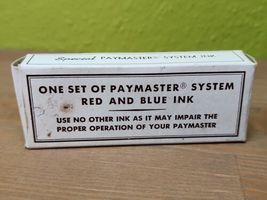 Special PAYMASTER SYSTEM INK
ONE SET OF PAYMASTER® SYSTEM
RED AND BLUE INK
USE NO OTHER INK AS IT MAY IMPAIR THE
PROPER OPERATION OF YOUR PAYMASTER